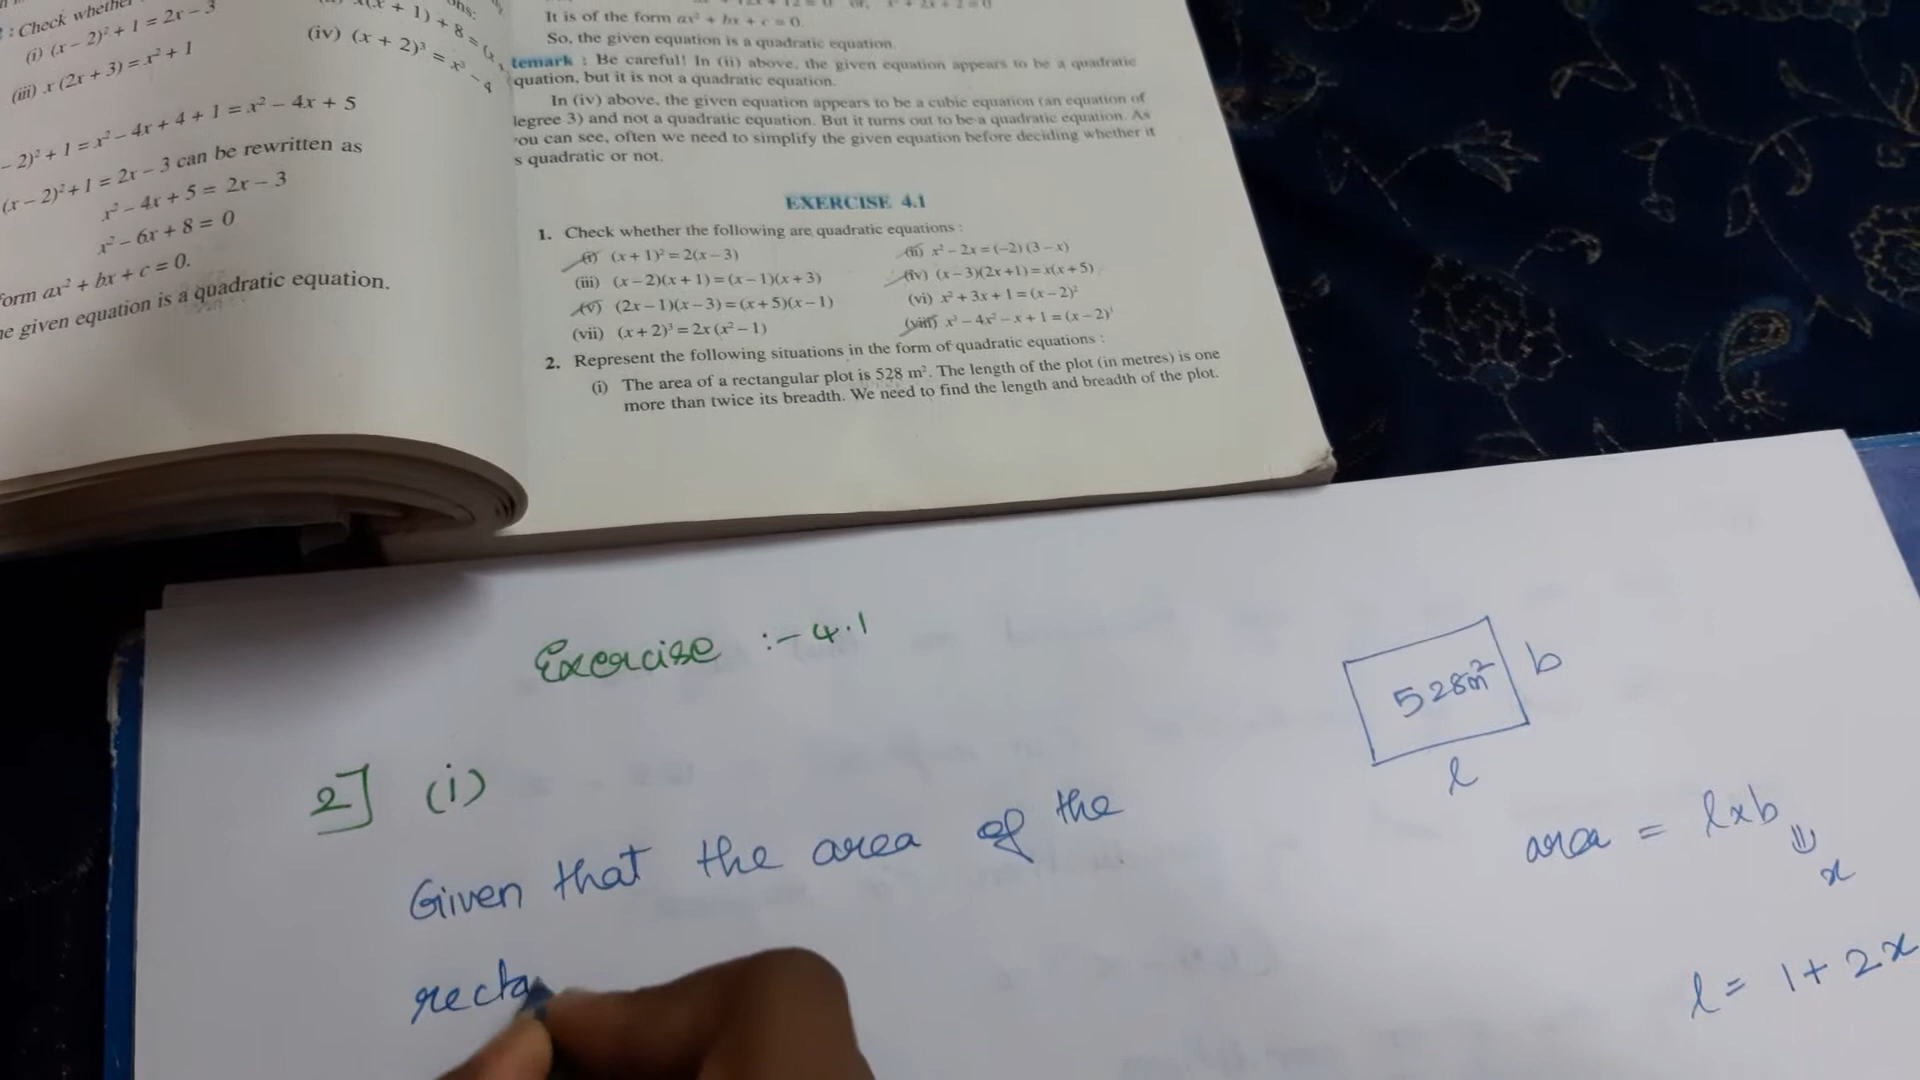 : Check whether
(i) (x – 2)² + 1 = 2x – 3
(iii) x (2x + 3) = x² + 1
x(x + 1) + 8 =
(iv) (x + 2)³ = x³ –
– 2)² + 1 = x² – 4x + 4 + 1 = x² – 4x + 5
(x – 2)² + 1 = 2x – 3 can be rewritten as
x² – 4x + 5 = 2x – 3
x² – 6x + 8 = 0
form ax² + bx + c = 0.
he given equation is a quadratic equation.
It is of the form ax² + bx + c = 0.
So, the given equation is a quadratic equation.
temark : Be careful! In (ii) above, the given equation appears to be a quadratic
quation, but it is not a quadratic equation.
In (iv) above, the given equation appears to be a cubic equation (an equation of
legree 3) and not a quadratic equation. But it turns out to be a quadratic equation. As
ou can see, often we need to simplify the given equation before deciding whether it
s quadratic or not.
EXERCISE 4.1
1. Check whether the following are quadratic equations :
(i) (x + 1)² = 2(x – 3) (ii) x² – 2x = (–2) (3 – x)
(iii) (x – 2)(x + 1) = (x – 1)(x + 3) (iv) (x – 3)(2x + 1) = x(x + 5)
(v) (2x – 1)(x – 3) = (x + 5)(x – 1) (vi) x² + 3x + 1 = (x – 2)²
(vii) (x + 2)³ = 2x (x² – 1) (viii) x³ – 4x² – x + 1 = (x – 2)³
2. Represent the following situations in the form of quadratic equations :
(i) The area of a rectangular plot is 528 m². The length of the plot (in metres) is one
more than twice its breadth. We need to find the length and breadth of the plot.
Exercise :- 4.1
528m² b
l
2] (i)
area = l×b
x
Given that the area of the
l = 1 + 2x
recta